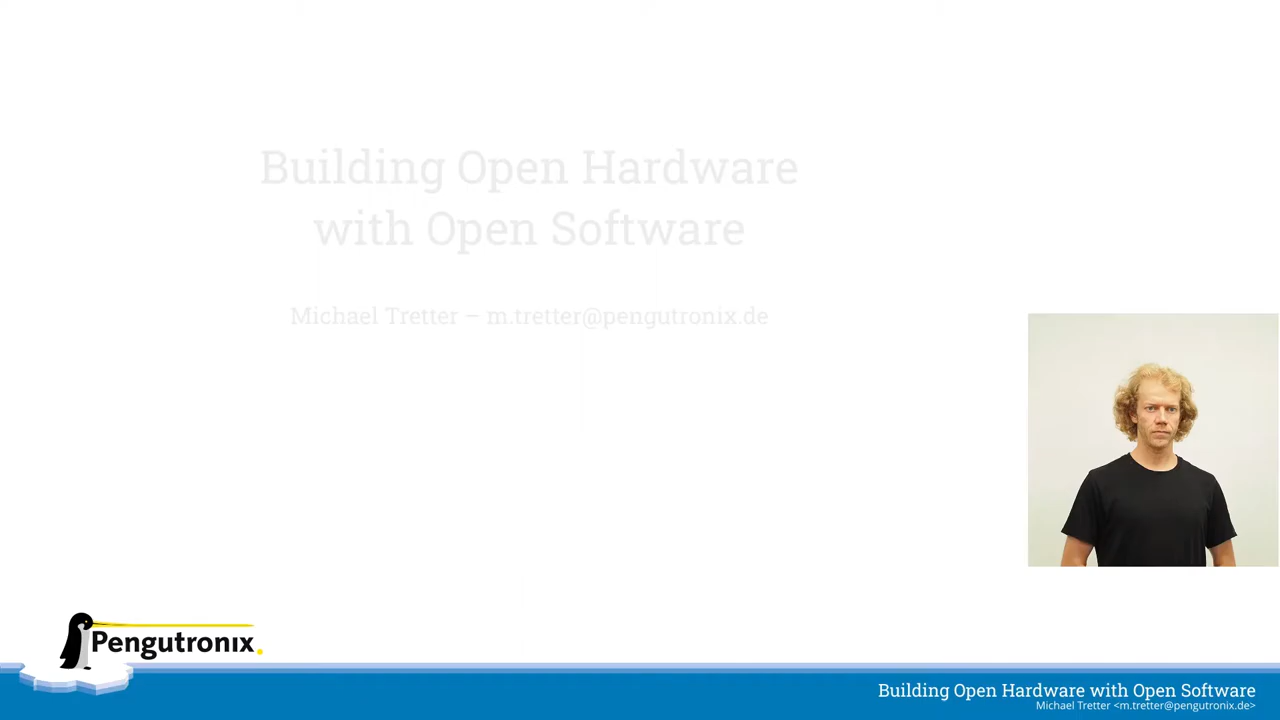 Building Open Hardware
with Open Software
Michael Tretter – m.tretter@pengutronix.de
Pengutronix
Building Open Hardware with Open Software
Michael Tretter <m.tretter@pengutronix.de>